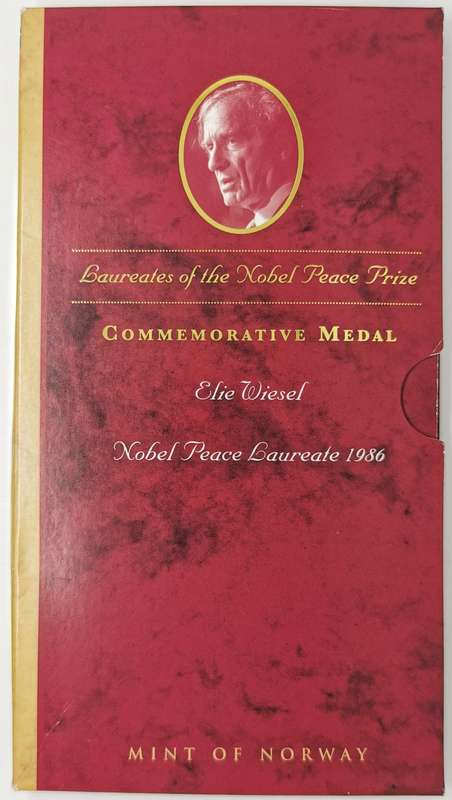 Laureates of the Nobel Peace Prize
COMMEMORATIVE MEDAL
Elie Wiesel
Nobel Peace Laureate 1986
MINT OF NORWAY